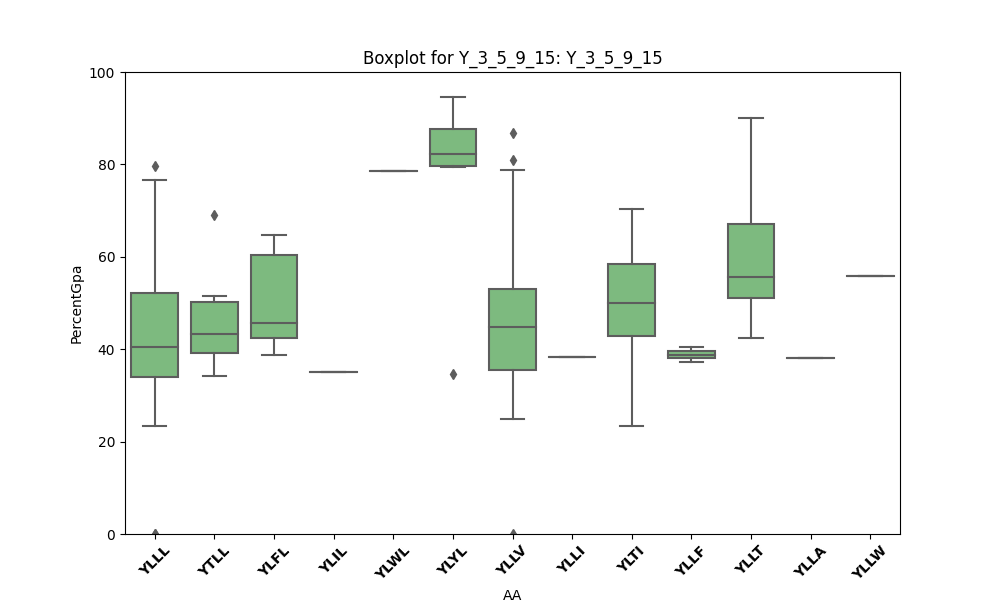 Boxplot for Y_3_5_9_15: Y_3_5_9_15
PercentGpa
100
80
60
40
20
0
YLLL YTLL YLFL YLIL YLWL YLYL YLLV YLLI YLTI YLLF YLLT YLLA YLLW
AA